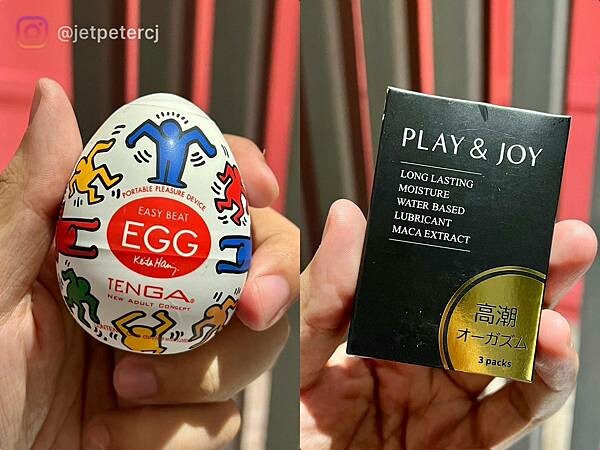 @jetpetercj
PORTABLE PLEASURE DEVICE
EASY BEAT
EGG
Keith Haring
TENGA
NEW ADULT CONCEPT
PLAY & JOY
LONG LASTING
MOISTURE
WATER BASED
LUBRICANT
MACA EXTRACT
高潮
オーガズム
3 packs